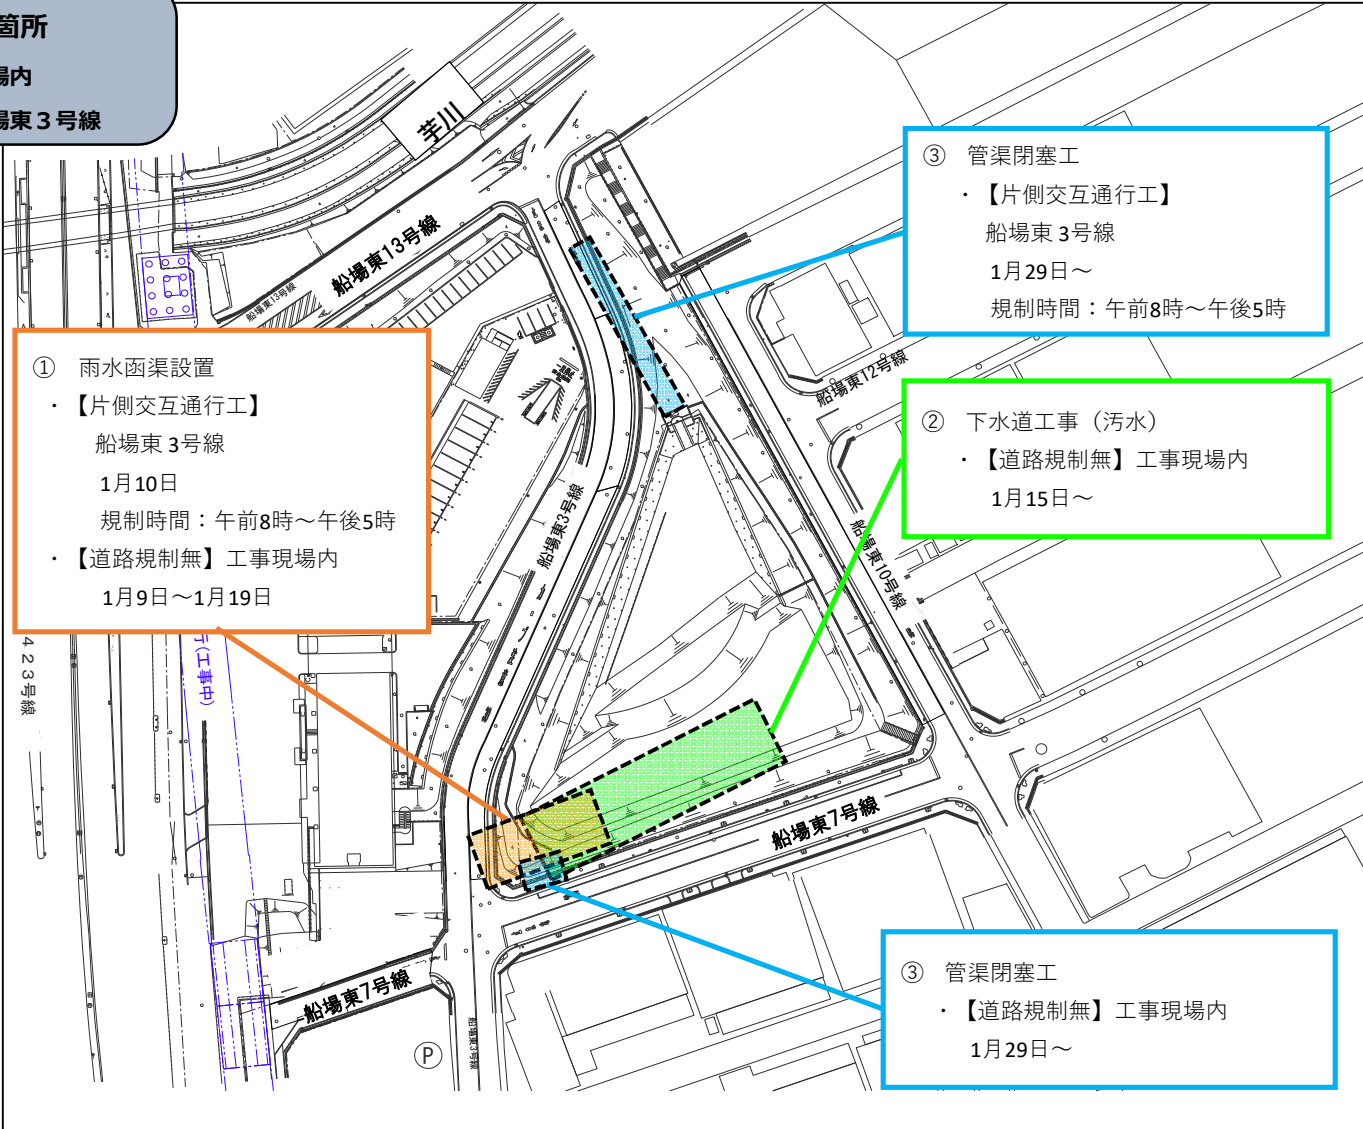 箇所
場内
場東３号線
芋川
船場東13号線
船場東13号線
③　管渠閉塞工
・【片側交互通行工】
船場東 3号線
1月29日～
規制時間：午前8時～午後5時
① 雨水函渠設置
・【片側交互通行工】
船場東 3号線
1月10日
規制時間：午前8時～午後5時
・【道路規制無】工事現場内
1月9日～1月19日
船場東12号線
② 下水道工事（汚水）
・【道路規制無】工事現場内
1月15日～
船場東3号線
船場東10号線
423号線
行(工事中)
船場東7号線
船場東7号線
船場東3号線
P
③ 管渠閉塞工
・【道路規制無】工事現場内
1月29日～